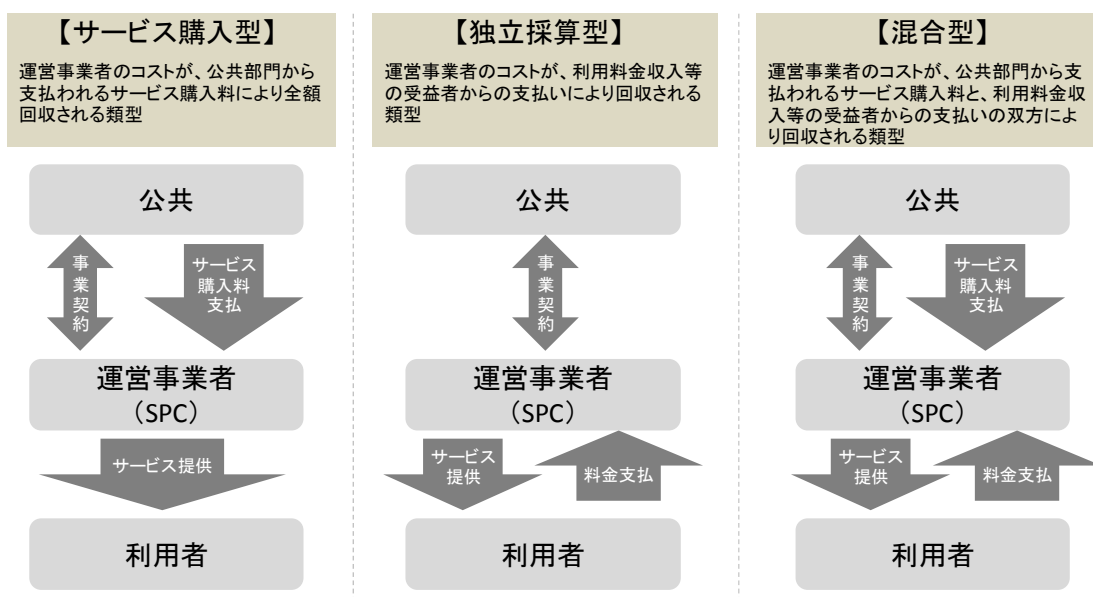 【サービス購入型】
運営事業者のコストが、公共部門から
支払われるサービス購入料により全額
回収される類型
公共
事業契約
サービス
購入料
支払
運営事業者
（SPC）
サービス提供
利用者
【独立採算型】
運営事業者のコストが、利用料金収入等
の受益者からの支払いにより回収される
類型
公共
事業契約
運営事業者
（SPC）
サービス
提供
料金支払
利用者
【混合型】
運営事業者のコストが、公共部門から支
払われるサービス購入料と、利用料金収
入等の受益者からの支払いの双方によ
り回収される類型
公共
事業契約
サービス
購入料
支払
運営事業者
（SPC）
サービス
提供
料金支払
利用者